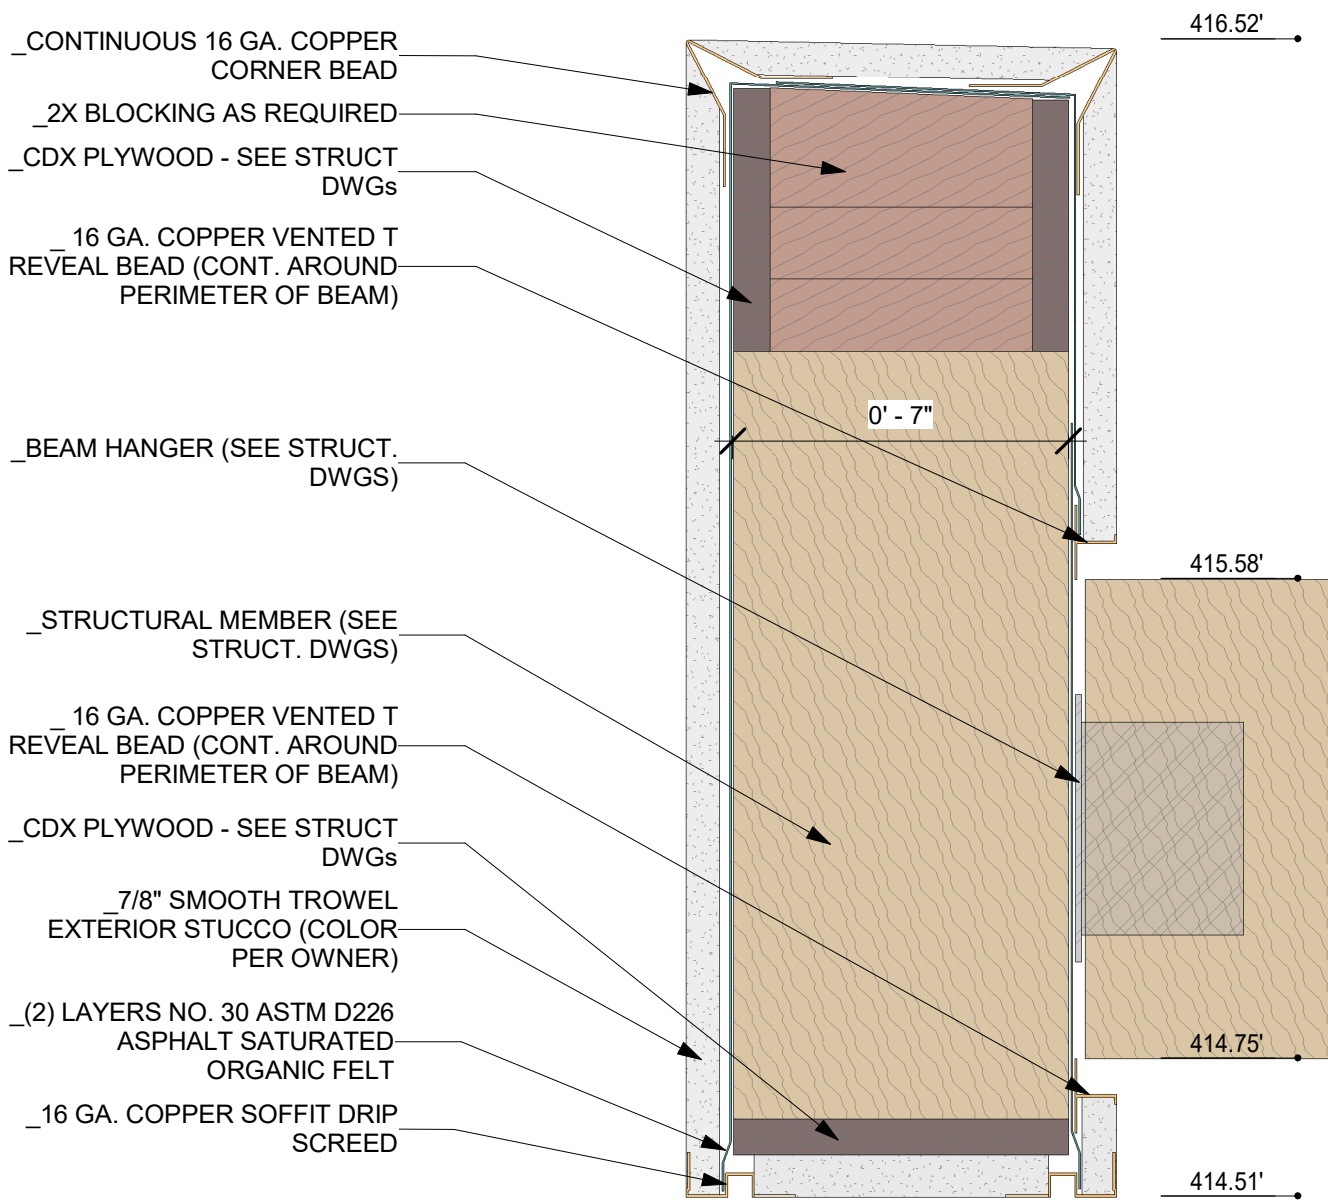 _CONTINUOUS 16 GA. COPPER
CORNER BEAD
_2X BLOCKING AS REQUIRED
_CDX PLYWOOD - SEE STRUCT
DWGs
_ 16 GA. COPPER VENTED T
REVEAL BEAD (CONT. AROUND
PERIMETER OF BEAM)
_BEAM HANGER (SEE STRUCT.
DWGS)
_STRUCTURAL MEMBER (SEE
STRUCT. DWGS)
_ 16 GA. COPPER VENTED T
REVEAL BEAD (CONT. AROUND
PERIMETER OF BEAM)
_CDX PLYWOOD - SEE STRUCT
DWGs
_7/8" SMOOTH TROWEL
EXTERIOR STUCCO (COLOR
PER OWNER)
_(2) LAYERS NO. 30 ASTM D226
ASPHALT SATURATED
ORGANIC FELT
_16 GA. COPPER SOFFIT DRIP
SCREED
0' - 7"
416.52'
415.58'
414.75'
414.51'